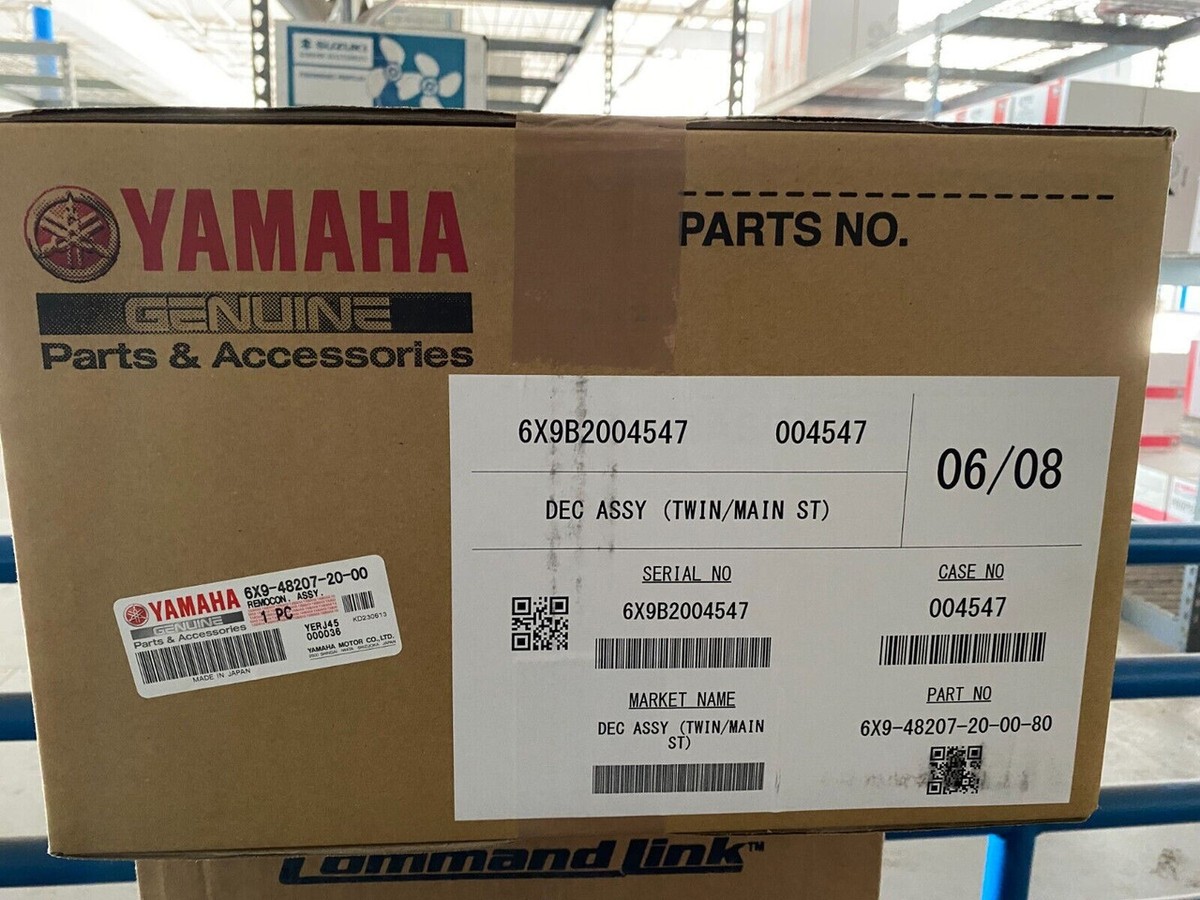 SUZUKI
YAMAHA
GENUINE
Parts & Accessories
PARTS NO.
6X9B2004547 004547
06/08
DEC ASSY (TWIN/MAIN ST)
SERIAL NO
6X9B2004547
CASE NO
004547
MARKET NAME
DEC ASSY (TWIN/MAIN
ST)
PART NO
6X9-48207-20-00-80
YAMAHA
GENUINE
Parts & Accessories
6X9-48207-20-00
REMOCON. ASSY.
1 PC
YERJ45
000036
KD230613
YAMAHA MOTOR CO.,LTD.
MADE IN JAPAN
Command Link™